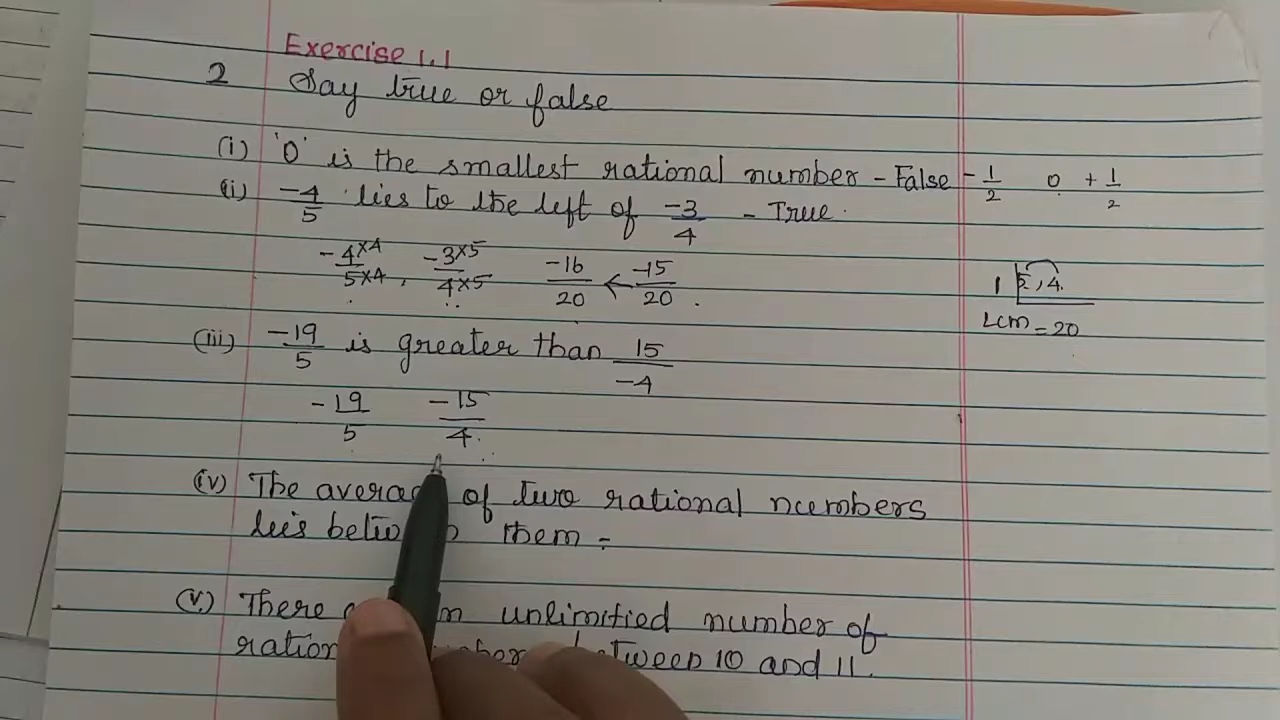 Exercise 1.1
2 Say true or false
(i) '0' is the smallest rational number - False -1/2 0 +1/2
(ii) -4/5 lies to the left of -3/4 - True.
-4×4/5×4, -3×5/4×5 -16/20 < -15/20. 1 | 5, 4
Lcm = 20
(iii) -19/5 is greater than 15/-4
-19/5 -15/4
(iv) The average of two rational numbers
lies between them -
(v) There unlimitied number of
ration between 10 and 11.